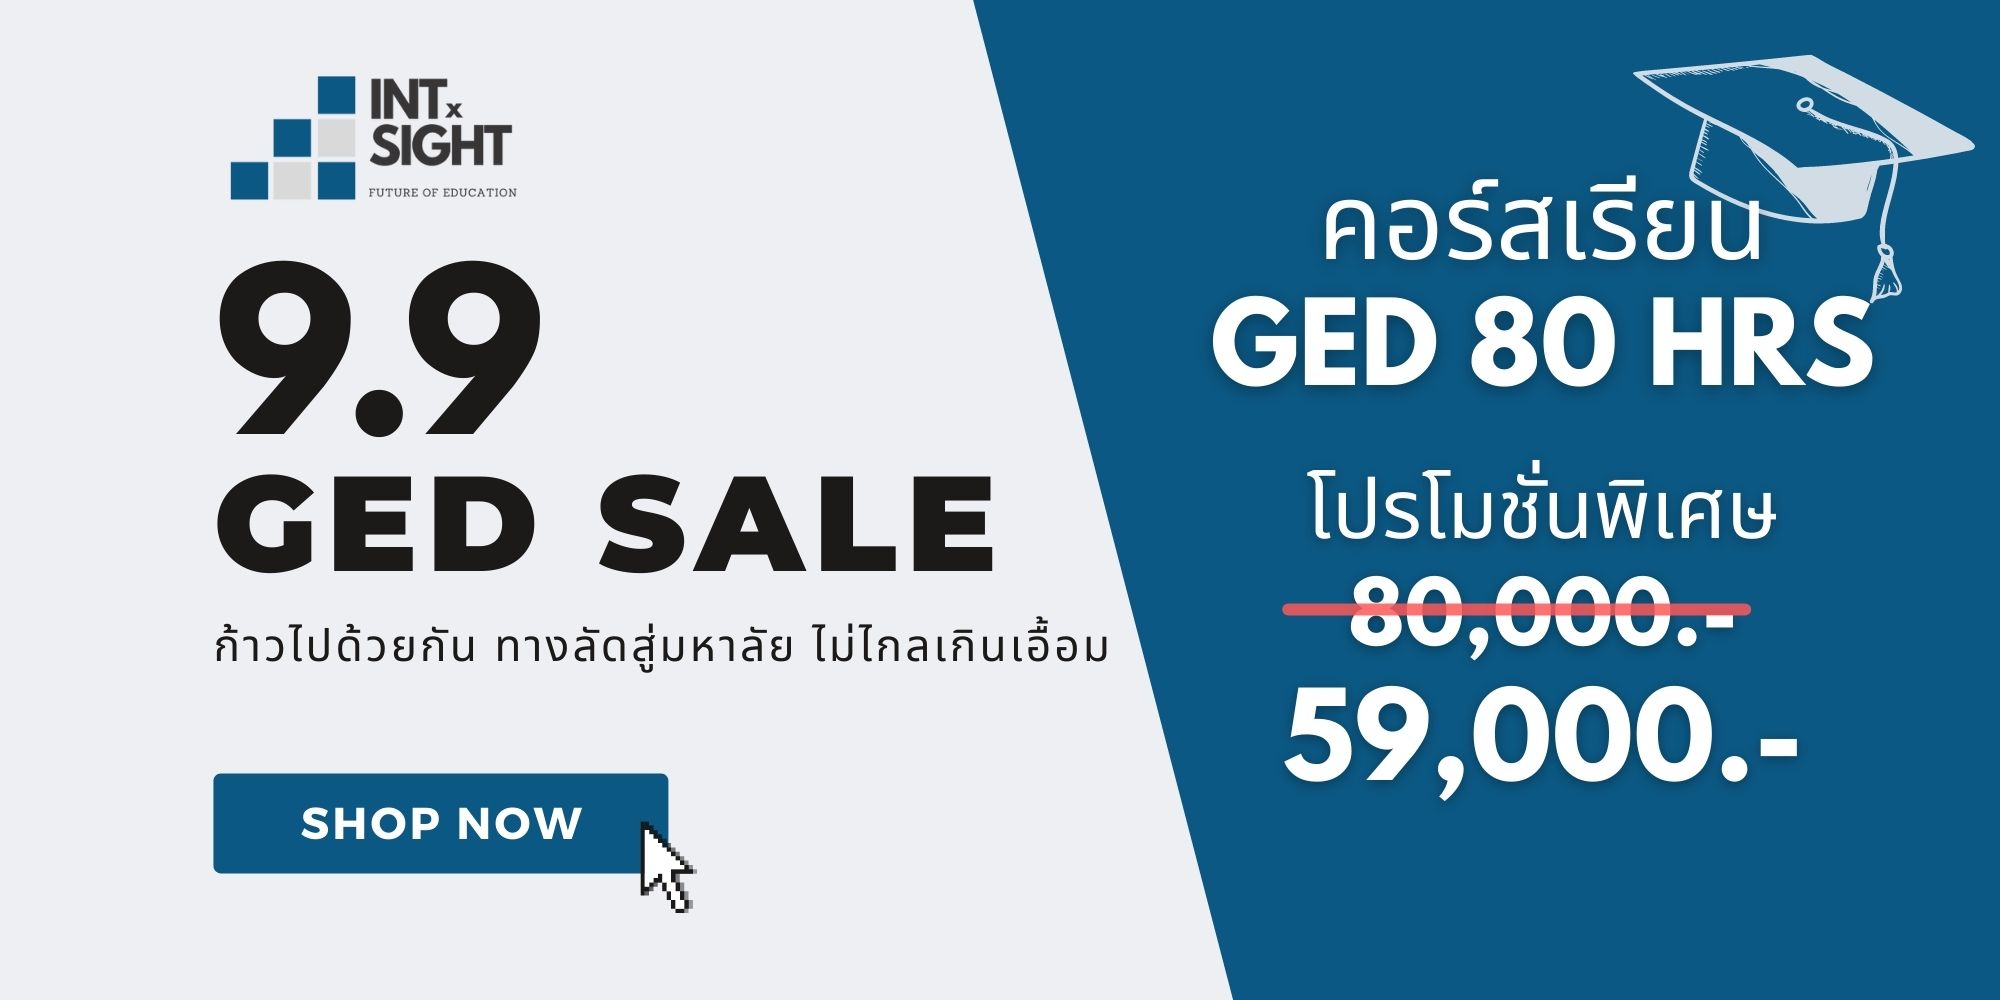 INTx
SIGHT
FUTURE OF EDUCATION
9.9
GED SALE
ก้าวไปด้วยกัน ทางลัดสู่มหาลัย ไม่ไกลเกินเอื้อม
SHOP NOW
คอร์สเรียน
GED 80 HRS
โปรโมชั่นพิเศษ
80,000.-
59,000.-